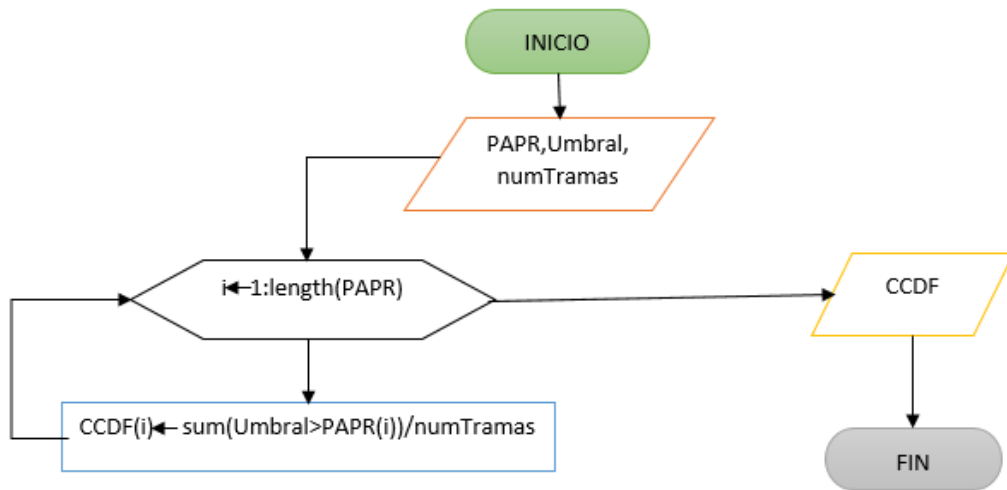 INICIO
PAPR,Umbral,
numTramas
i←1:length(PAPR)
CCDF
CCDF(i)← sum(Umbral>PAPR(i))/numTramas
FIN